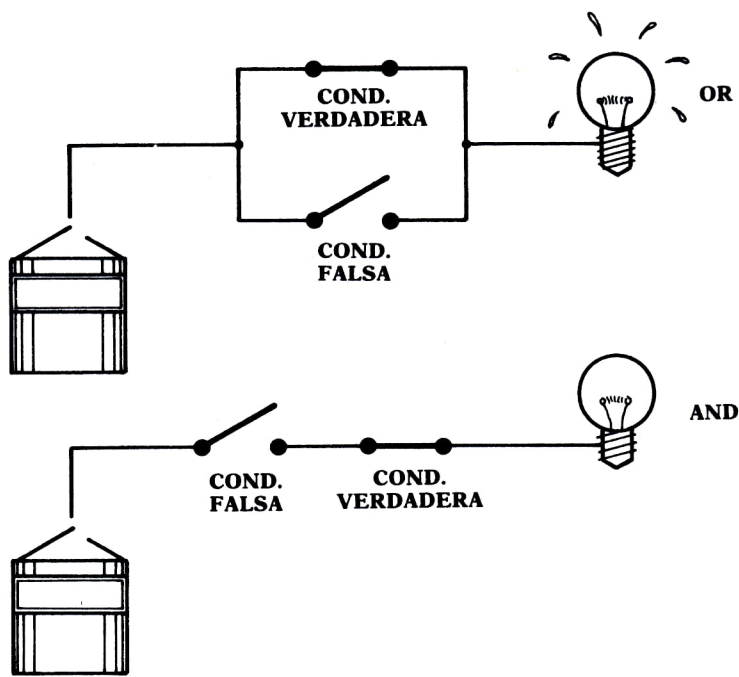 COND.
VERDADERA
OR
COND.
FALSA
AND
COND.
FALSA
COND.
VERDADERA